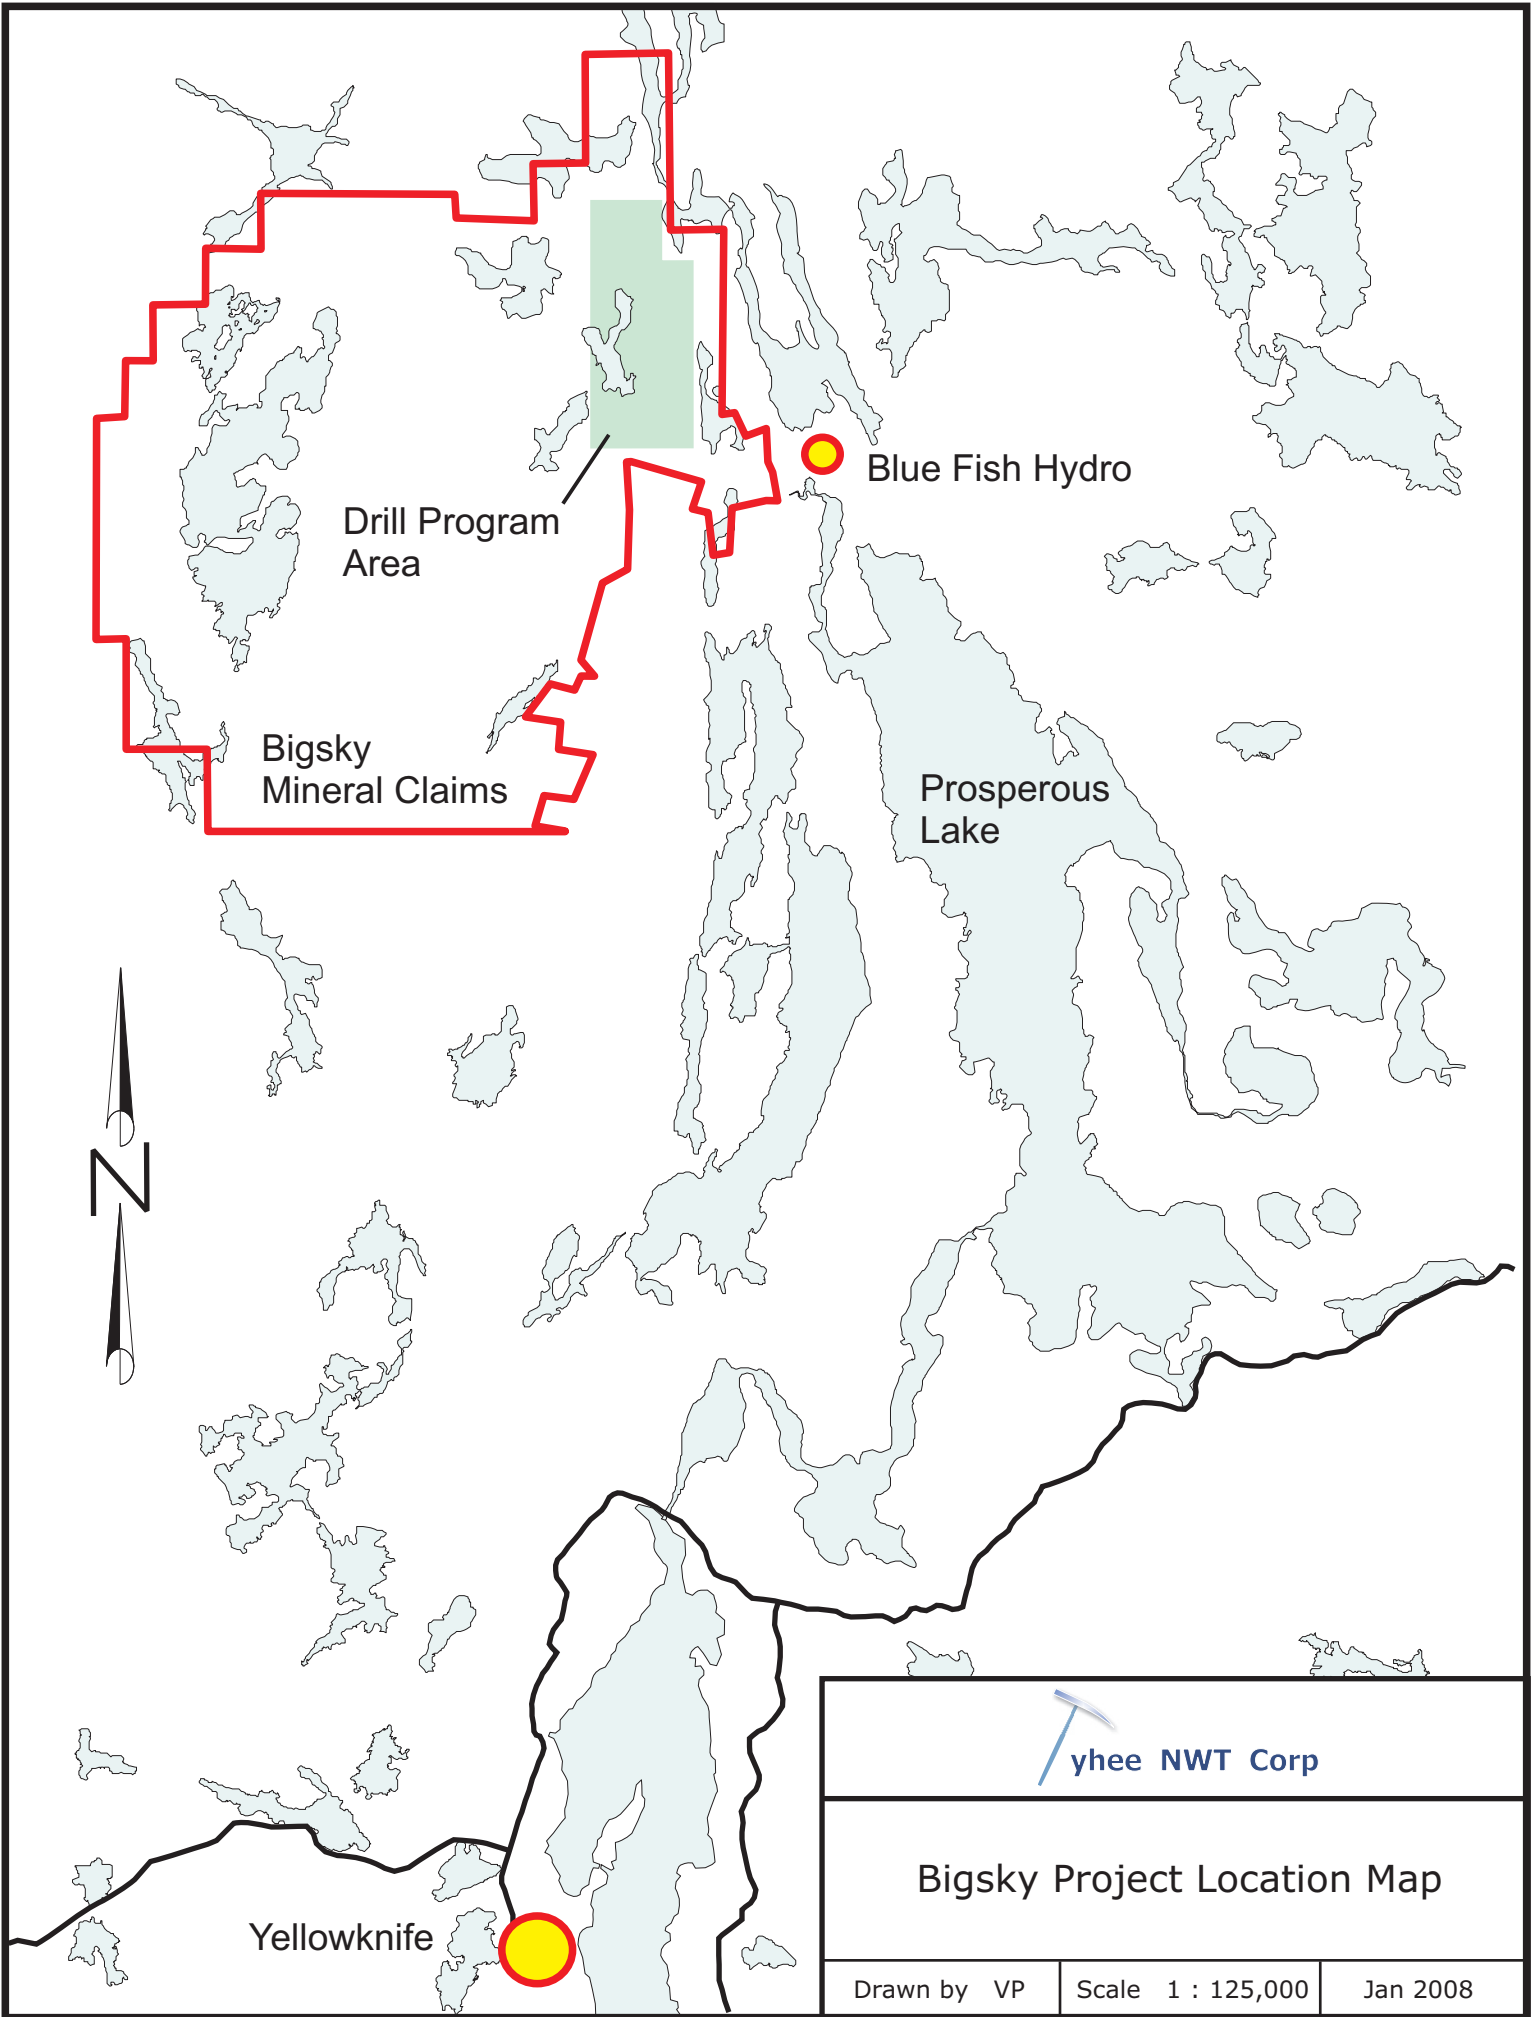 Blue Fish Hydro
Drill Program
Area
Bigsky
Mineral Claims
Prosperous
Lake
N
Yellowknife
yhee NWT Corp
Bigsky Project Location Map
Drawn by VP
Scale 1 : 125,000
Jan 2008